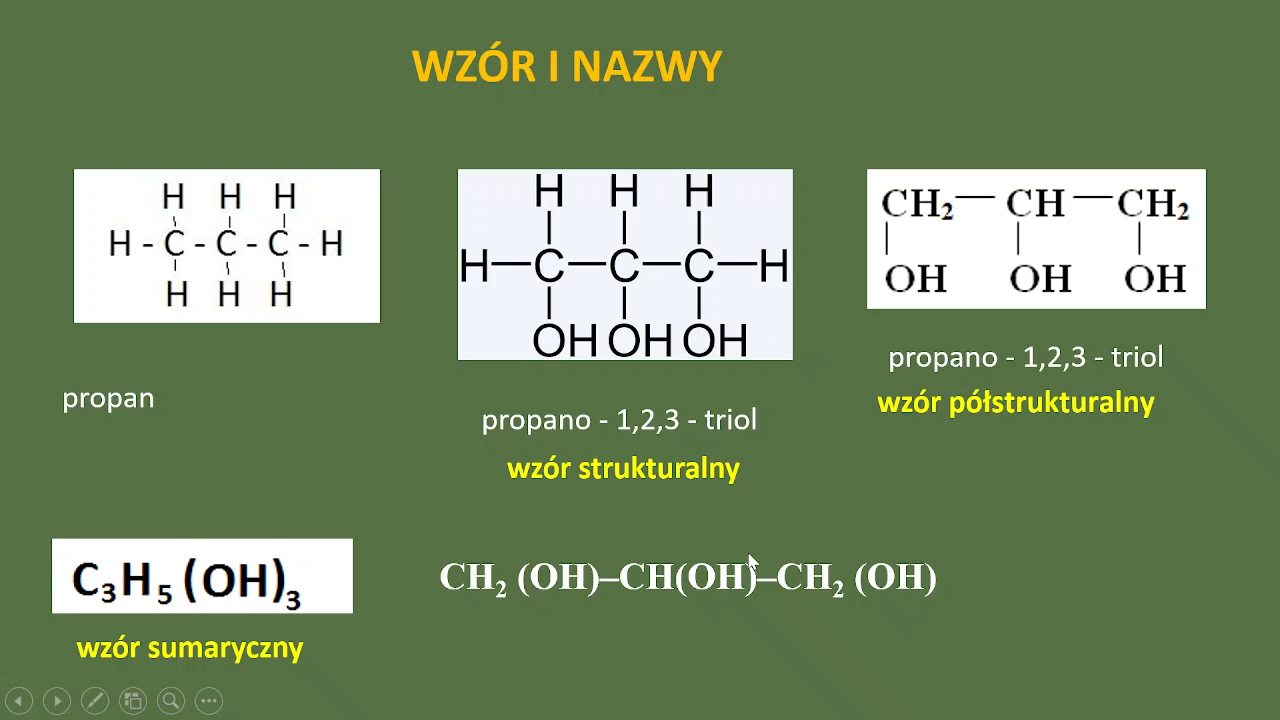 WZÓR I NAZWY
H H H
H - C - C - C - H
H H H
propan
H H H
H—C—C—C—H
OH OH OH
propano - 1,2,3 - triol
wzór strukturalny
CH₂ — CH — CH₂
OH OH OH
propano - 1,2,3 - triol
wzór półstrukturalny
C₃H₅(OH)₃
wzór sumaryczny
CH₂ (OH)–CH(OH)–CH₂ (OH)